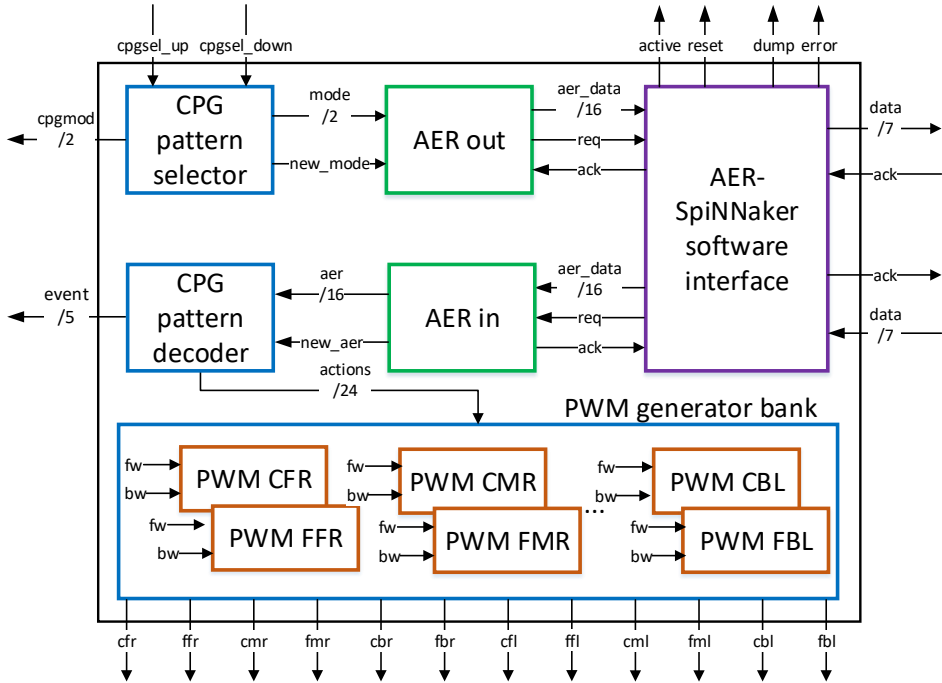 cpgsel_up cpgsel_down
active reset dump error
cpgmod
/2
CPG
pattern
selector
mode
/2
new_mode
AER out
aer_data
/16
req
ack
AER-
SpiNNaker
software
interface
data
/7
ack
ack
data
/7
event
/5
CPG
pattern
decoder
aer
/16
new_aer
AER in
aer_data
/16
req
ack
actions
/24
PWM generator bank
fw
bw
PWM CFR
fw
bw
PWM FFR
fw
bw
PWM CMR
fw
bw
PWM FMR
...
fw
bw
PWM CBL
fw
bw
PWM FBL
cfr ffr cmr fmr cbr fbr cfl ffl cml fml cbl fbl